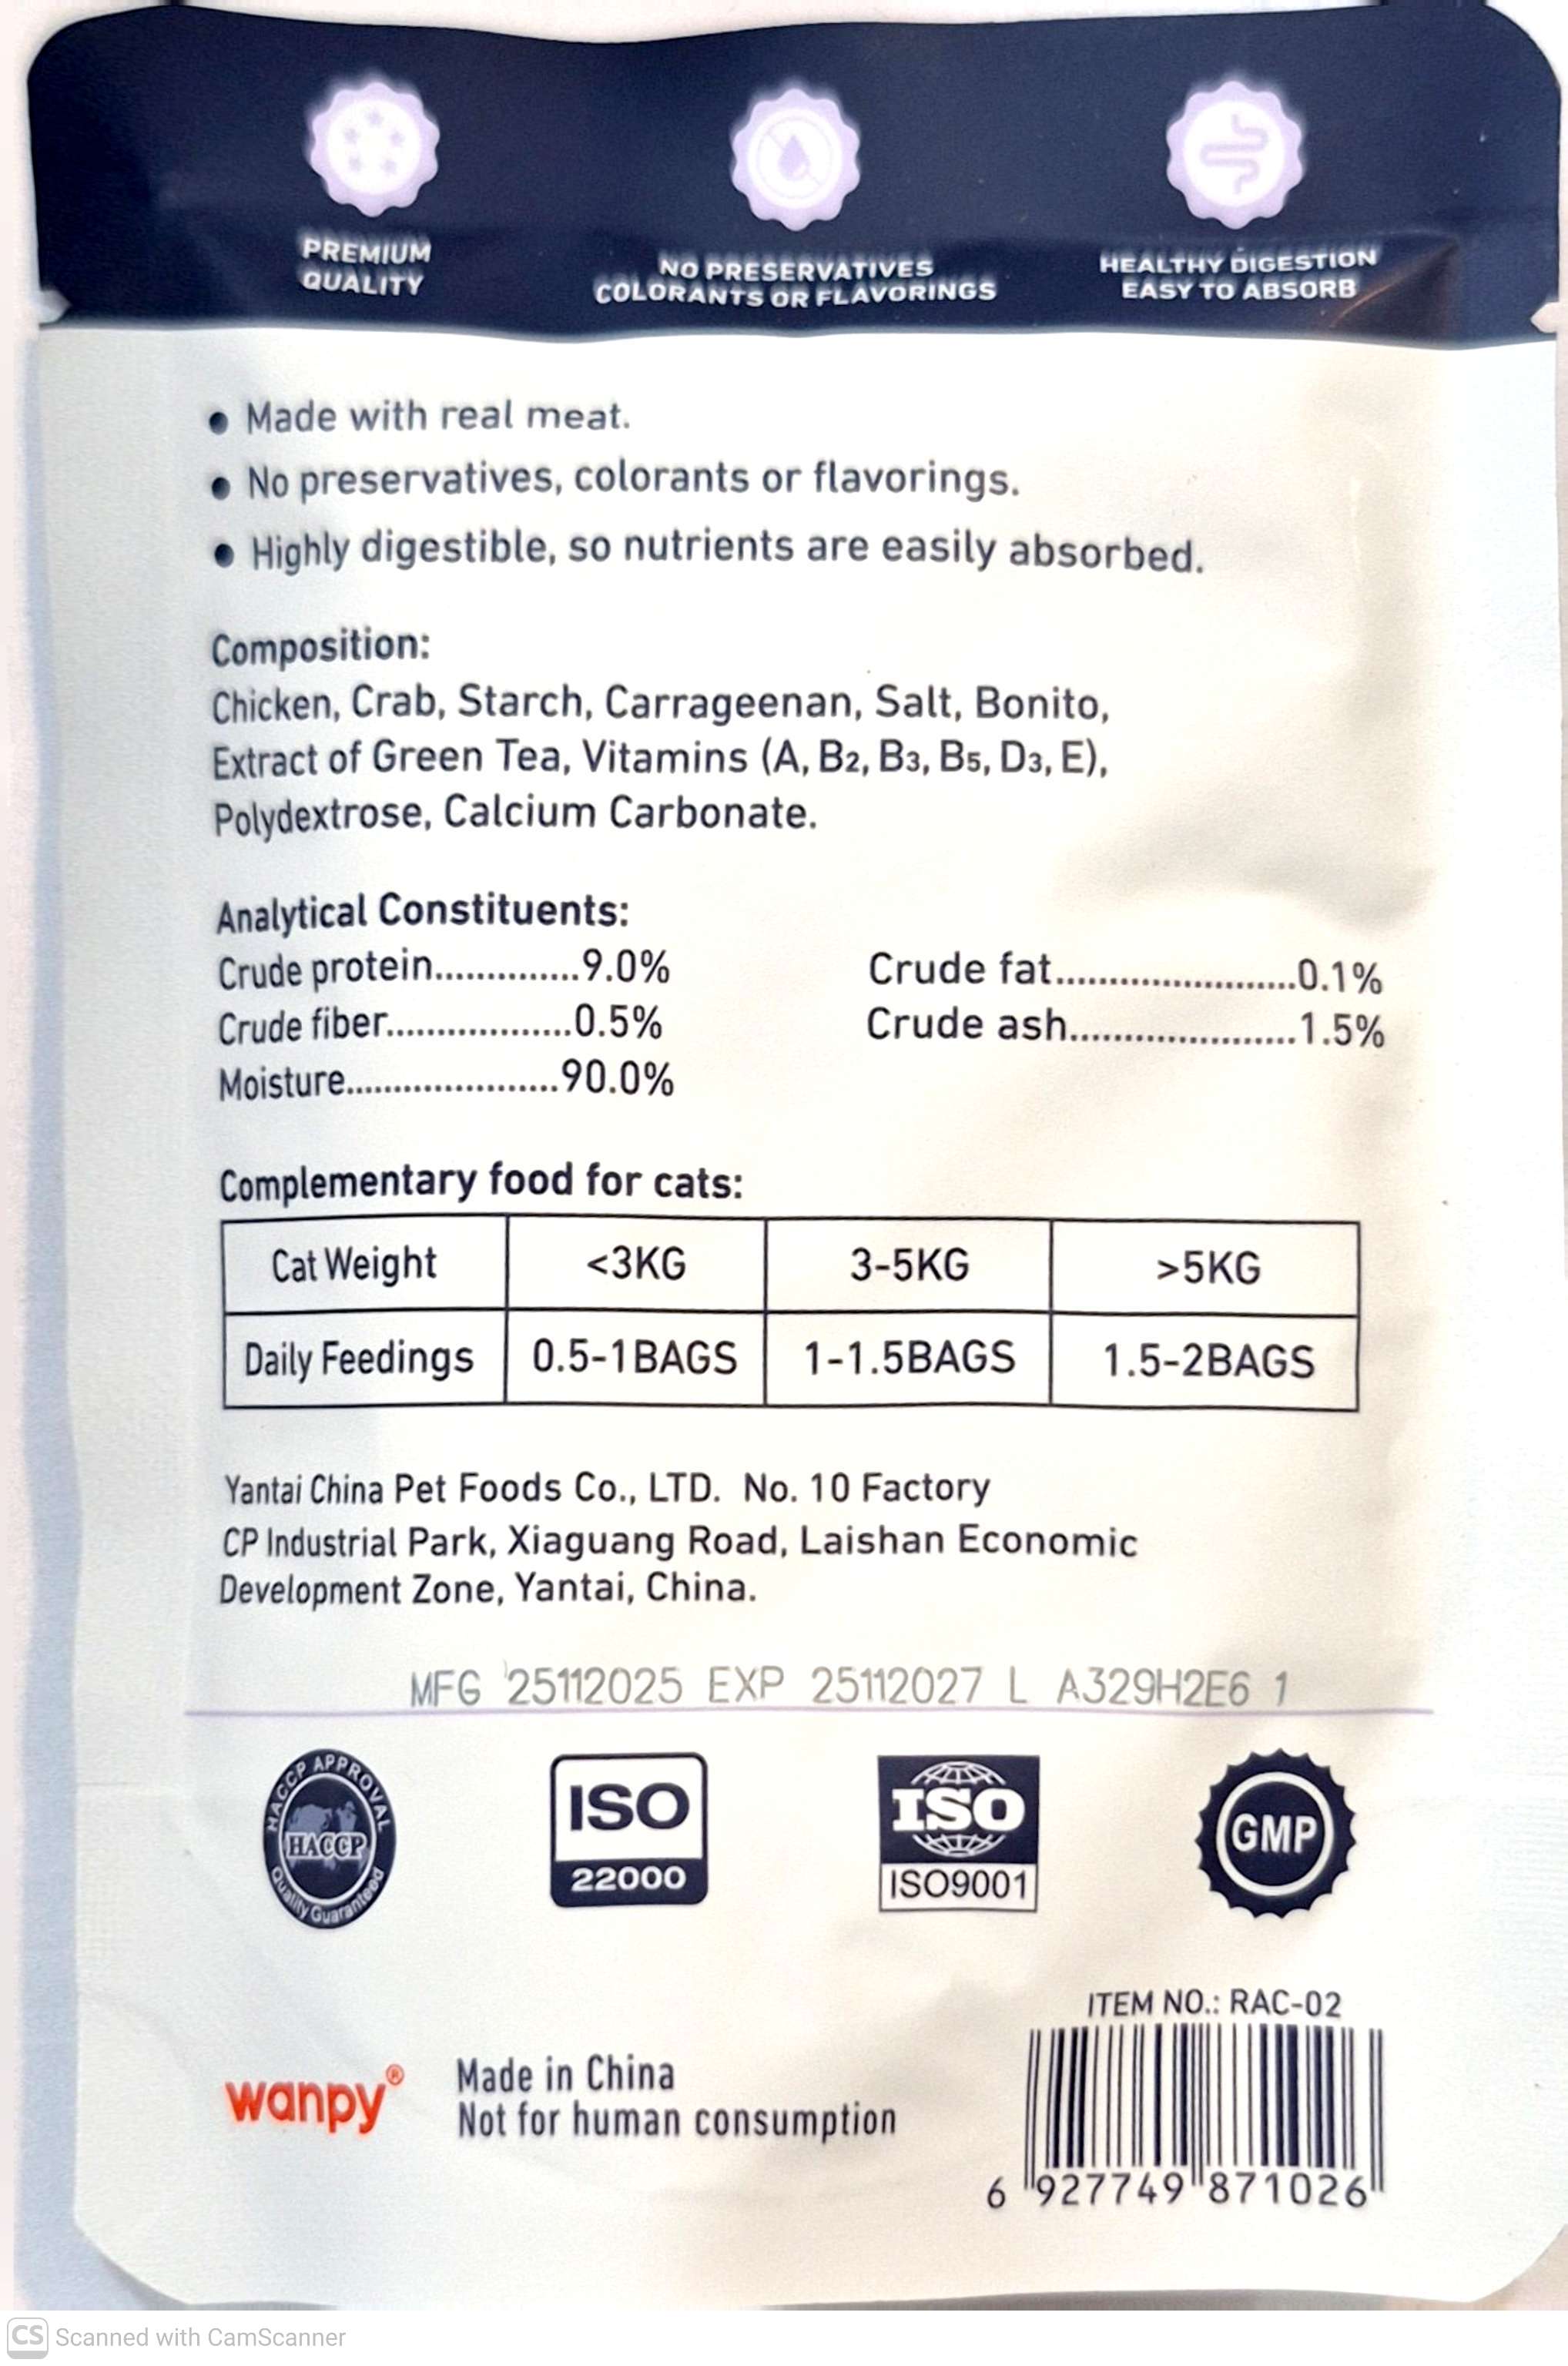 PREMIUM
QUALITY
NO PRESERVATIVES
COLORANTS OR FLAVORINGS
HEALTHY DIGESTION
EASY TO ABSORB
● Made with real meat.
● No preservatives, colorants or flavorings.
● Highly digestible, so nutrients are easily absorbed.
Composition:
Chicken, Crab, Starch, Carrageenan, Salt, Bonito,
Extract of Green Tea, Vitamins (A, B2, B3, B5, D3, E),
Polydextrose, Calcium Carbonate.
Analytical Constituents:
Crude protein...............9.0% Crude fat.........................0.1%
Crude fiber...................0.5% Crude ash........................1.5%
Moisture......................90.0%
Complementary food for cats:
Cat Weight <3KG 3-5KG >5KG
Daily Feedings 0.5-1BAGS 1-1.5BAGS 1.5-2BAGS
Yantai China Pet Foods Co., LTD. No. 10 Factory
CP Industrial Park, Xiaguang Road, Laishan Economic
Development Zone, Yantai, China.
MFG 25112025 EXP 25112027 L A329H2E6 1
HACCP APPROVAL
HACCP
Quality Guaranteed
ISO
22000
ISO
ISO9001
GMP
ITEM NO.: RAC-02
wanpy®
Made in China
Not for human consumption
6 927749 871026
CS Scanned with CamScanner